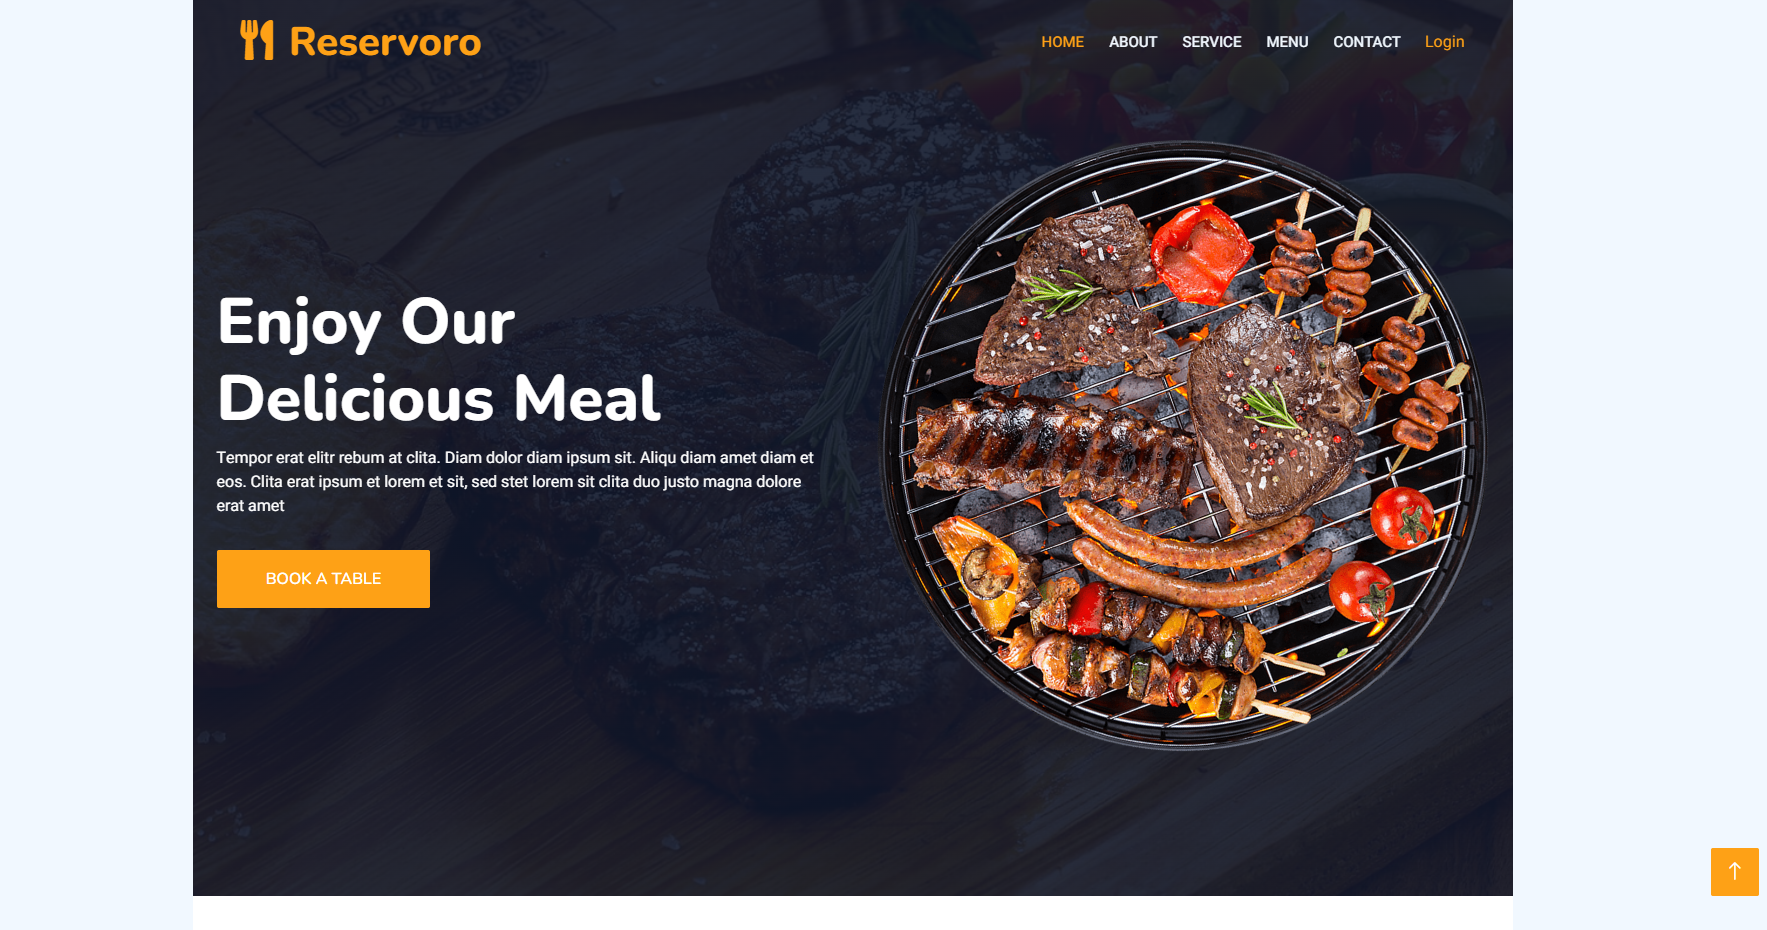 Reservoro
HOME ABOUT SERVICE MENU CONTACT Login
Enjoy Our
Delicious Meal
Tempor erat elitr rebum at clita. Diam dolor diam ipsum sit. Aliqu diam amet diam et
eos. Clita erat ipsum et lorem et sit, sed stet lorem sit clita duo justo magna dolore
erat amet
BOOK A TABLE